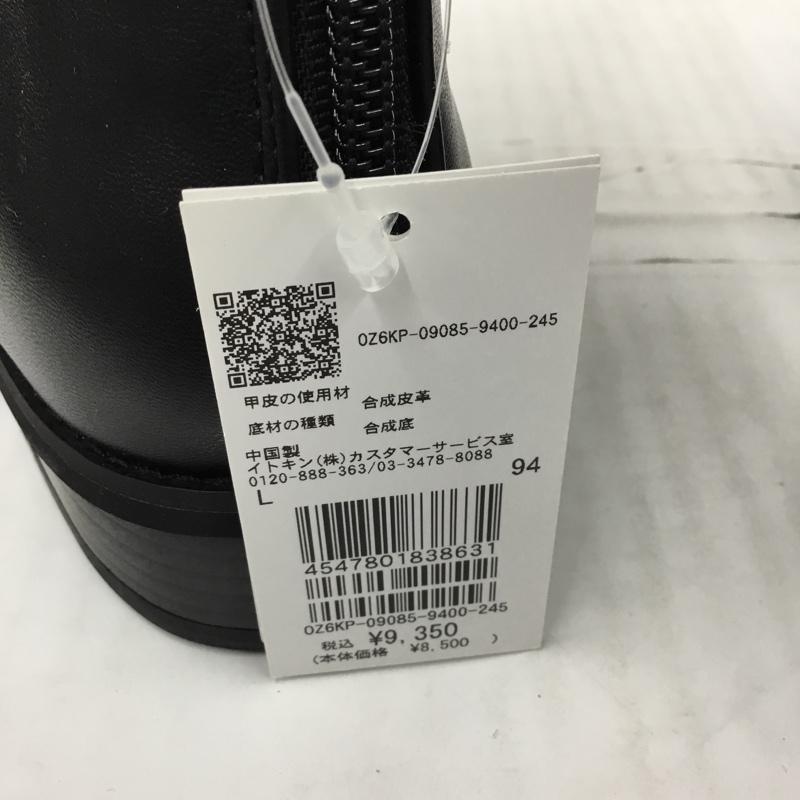 0Z6KP-09085-9400-245
甲皮の使用材 合成皮革
底材の種類 合成底
中国製
イトキン(株)カスタマーサービス室
0120-888-363/03-3478-8088
L 94
4547801838631
0Z6KP-09085-9400-245
税込 ¥9,350
(本体価格 ¥8,500 )